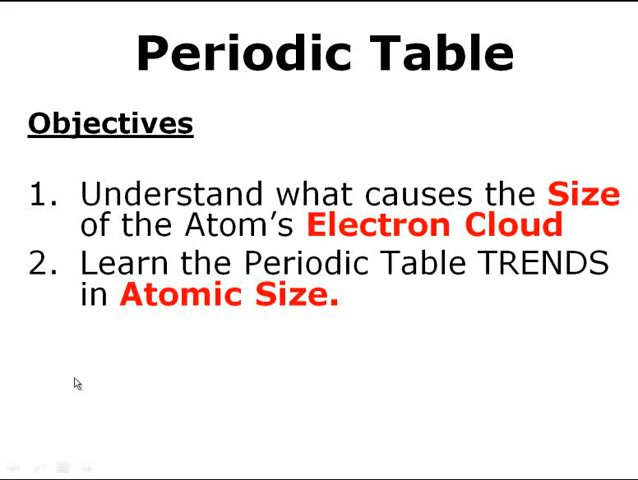 Periodic Table
Objectives
1. Understand what causes the Size
of the Atom’s Electron Cloud
2. Learn the Periodic Table TRENDS
in Atomic Size.